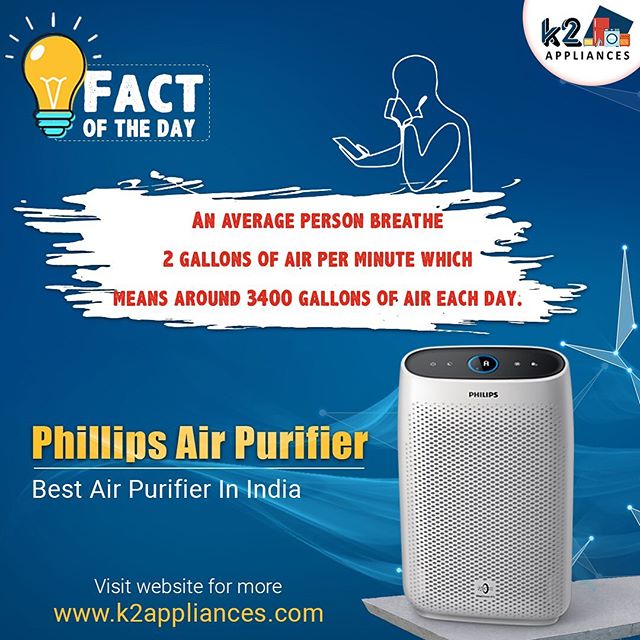 k2
APPLIANCES
FACT
OF THE DAY
AN AVERAGE PERSON BREATHE
2 GALLONS OF AIR PER MINUTE WHICH
MEANS AROUND 3400 GALLONS OF AIR EACH DAY.
A
PHILIPS
Phillips Air Purifier
Best Air Purifier In India
Visit website for more
www.k2appliances.com